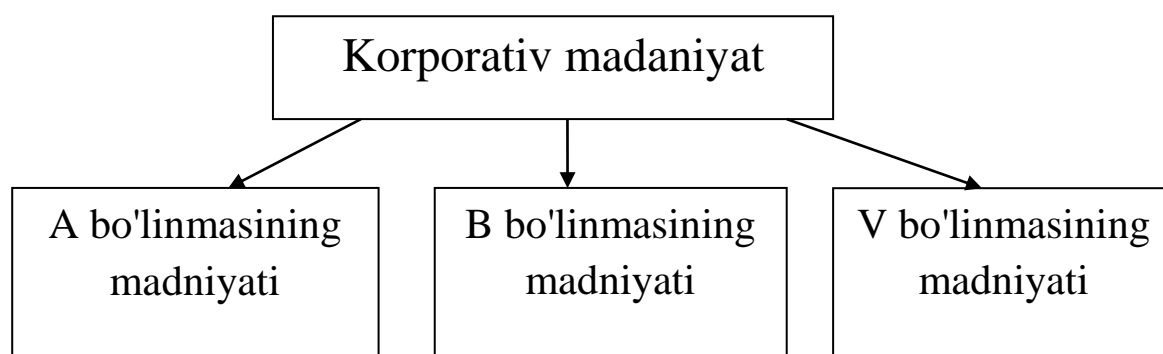 Korporativ madaniyat
A bo'linmasining
madniyati
B bo'linmasining
madniyati
V bo'linmasining
madniyati